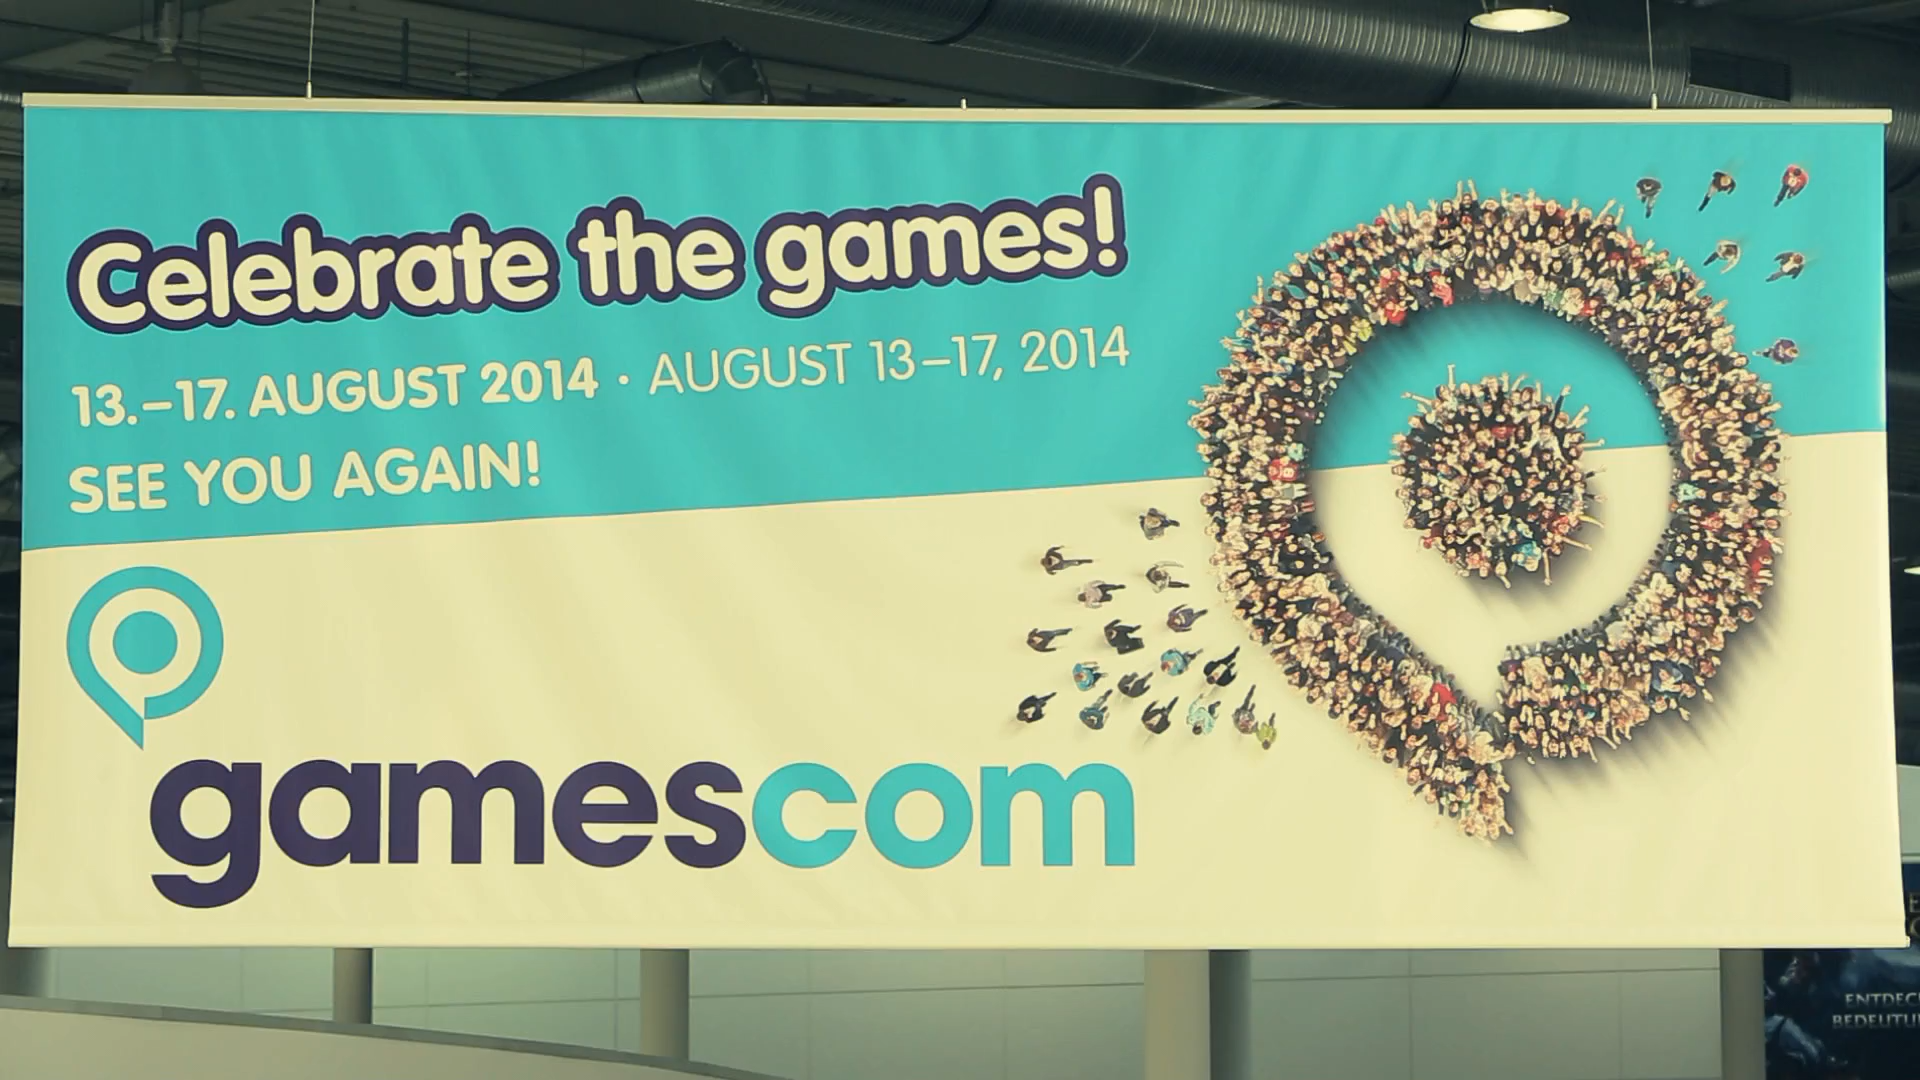 Celebrate the games!
13.–17. AUGUST 2014 · AUGUST 13–17, 2014
SEE YOU AGAIN!
gamescom